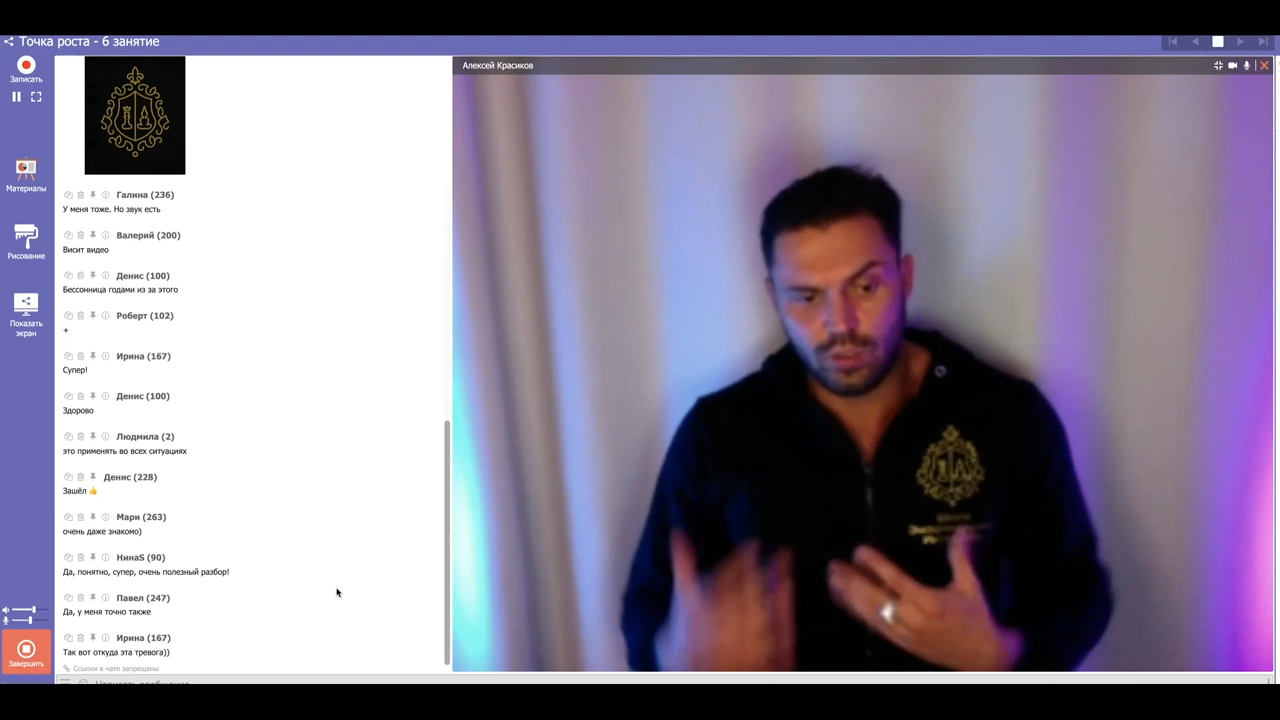 Точка роста - 6 занятие
Записать
Материалы
Рисование
Показать
экран
Завершить
Галина (236)
У меня тоже. Но звук есть
Валерий (200)
Висит видео
Денис (100)
Бессонница годами из за этого
Роберт (102)
+
Ирина (167)
Супер!
Денис (100)
Здорово
Людмила (2)
это применять во всех ситуациях
Денис (228)
Зашёл 👍
Мари (263)
очень даже знакомо)
НинаS (90)
Да, понятно, супер, очень полезный разбор!
Павел (247)
Да, у меня точно также
Ирина (167)
Так вот откуда эта тревога))
Ссылки в чате запрещены
Алексей Красиков